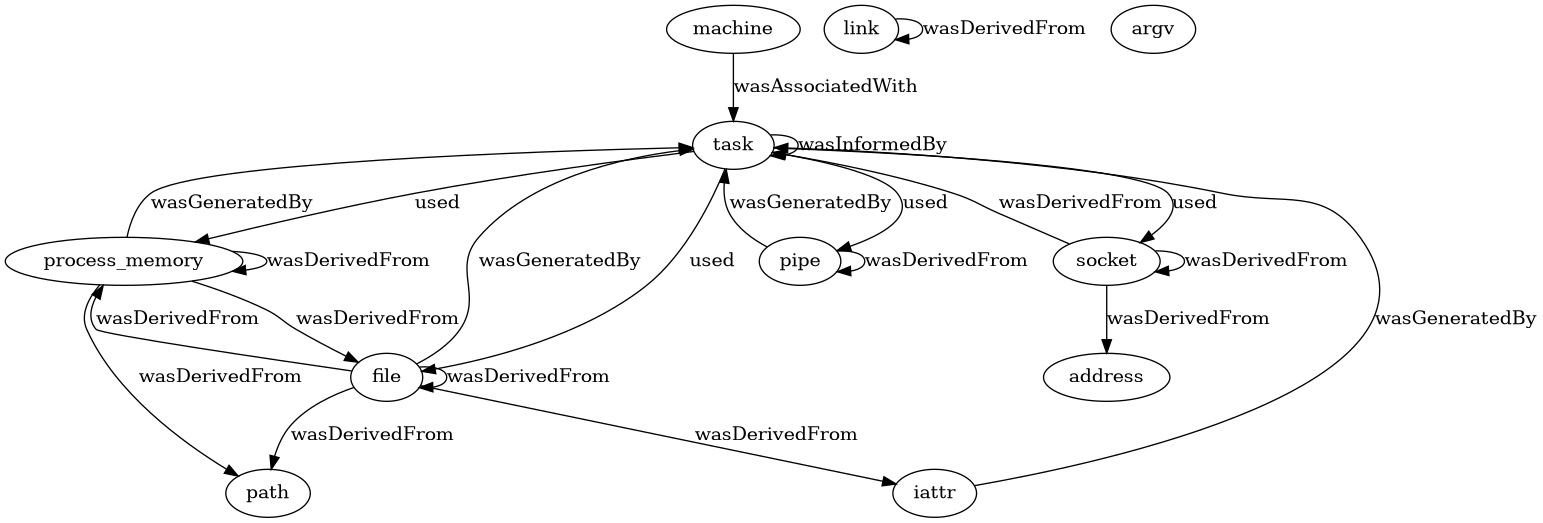 machine
link
wasDerivedFrom
argv
wasAssociatedWith
task
wasInformedBy
wasGeneratedBy
used
wasGeneratedBy
used
wasDerivedFrom
used
process_memory
wasDerivedFrom
wasGeneratedBy
used
pipe
wasDerivedFrom
socket
wasDerivedFrom
wasDerivedFrom
wasDerivedFrom
wasDerivedFrom
wasGeneratedBy
wasDerivedFrom
file
wasDerivedFrom
address
wasDerivedFrom
wasDerivedFrom
path
iattr